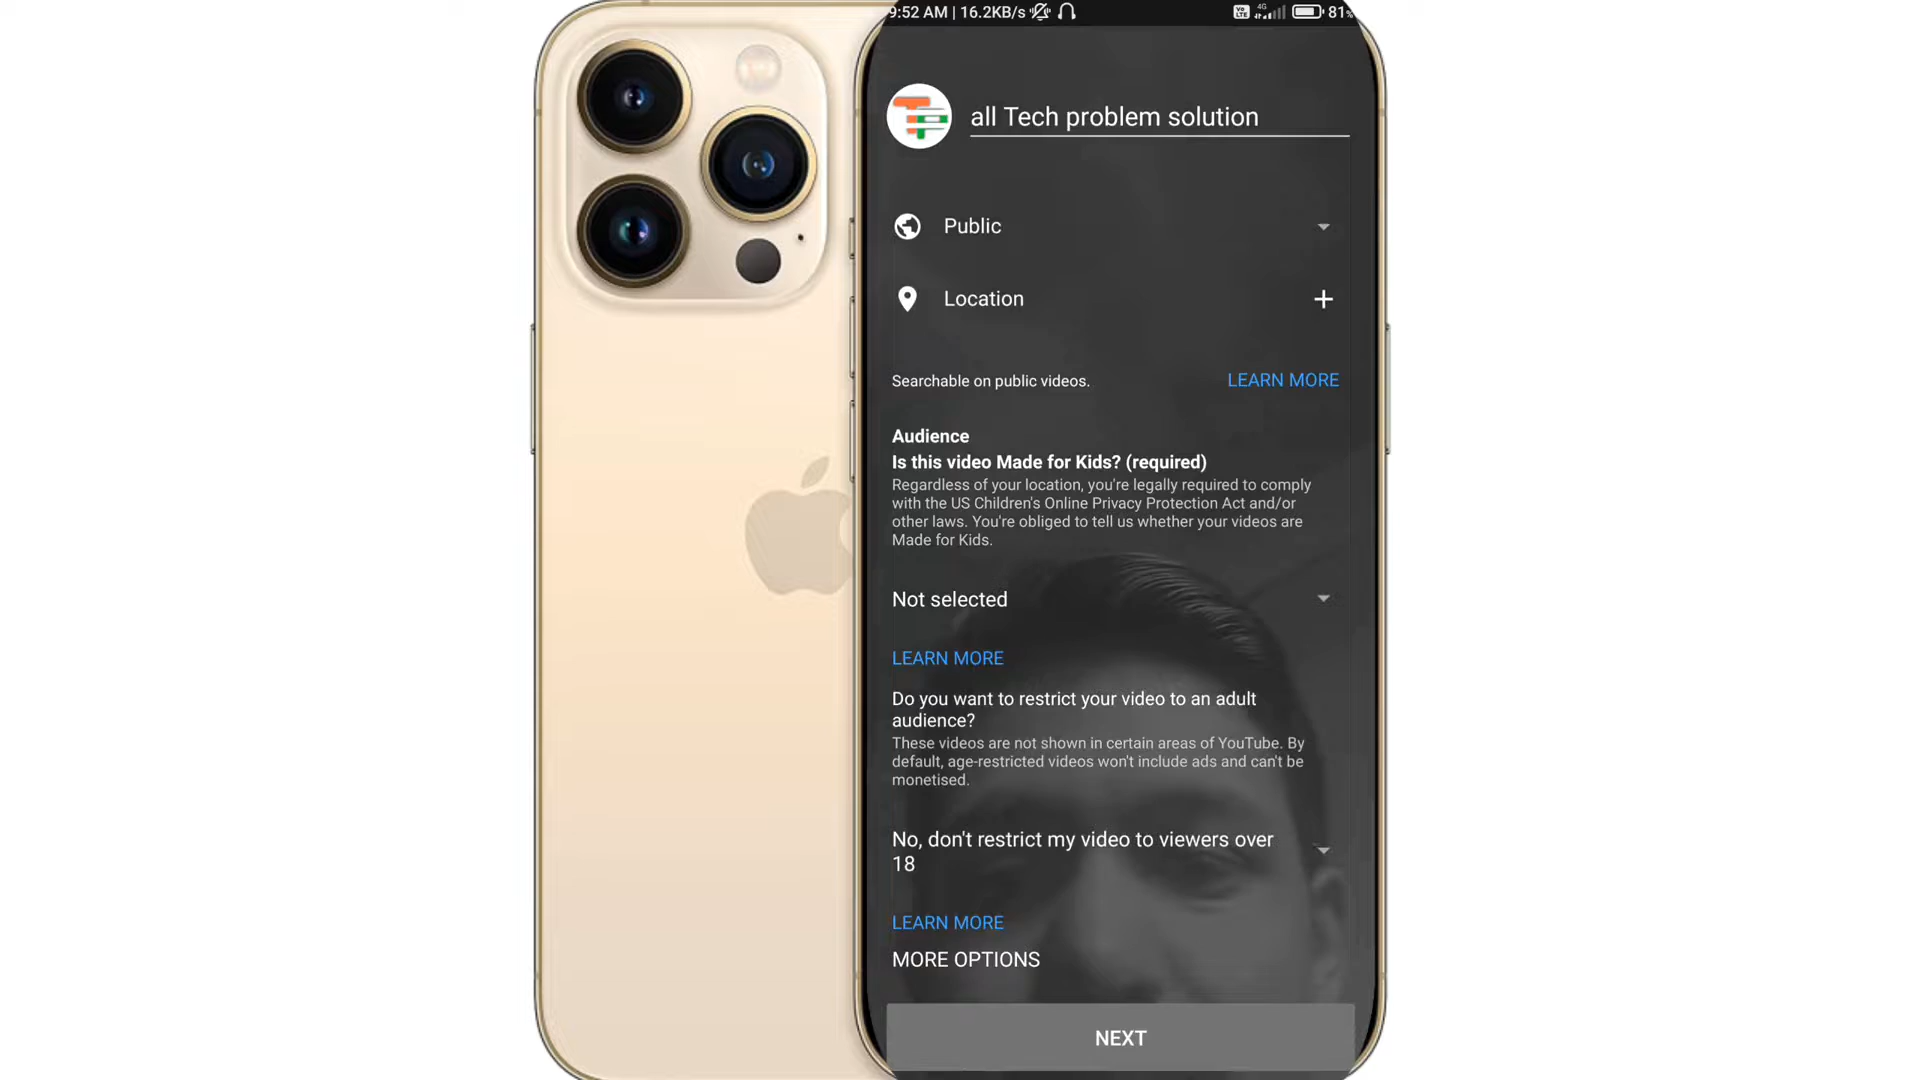 9:52 AM | 16.2KB/s
Vo LTE 4G 81%
all Tech problem solution
Public
Location
Searchable on public videos. LEARN MORE
Audience
Is this video Made for Kids? (required)
Regardless of your location, you're legally required to comply
with the US Children's Online Privacy Protection Act and/or
other laws. You're obliged to tell us whether your videos are
Made for Kids.
Not selected
LEARN MORE
Do you want to restrict your video to an adult
audience?
These videos are not shown in certain areas of YouTube. By
default, age-restricted videos won't include ads and can't be
monetised.
No, don't restrict my video to viewers over
18
LEARN MORE
MORE OPTIONS
NEXT